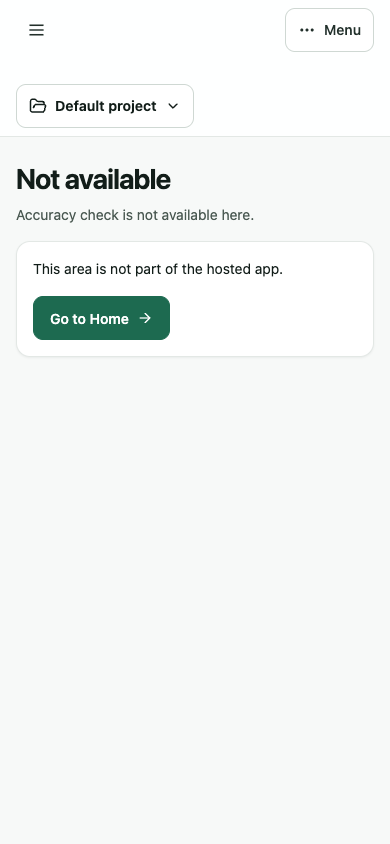 Menu
Default project
Not available
Accuracy check is not available here.
This area is not part of the hosted app.
Go to Home